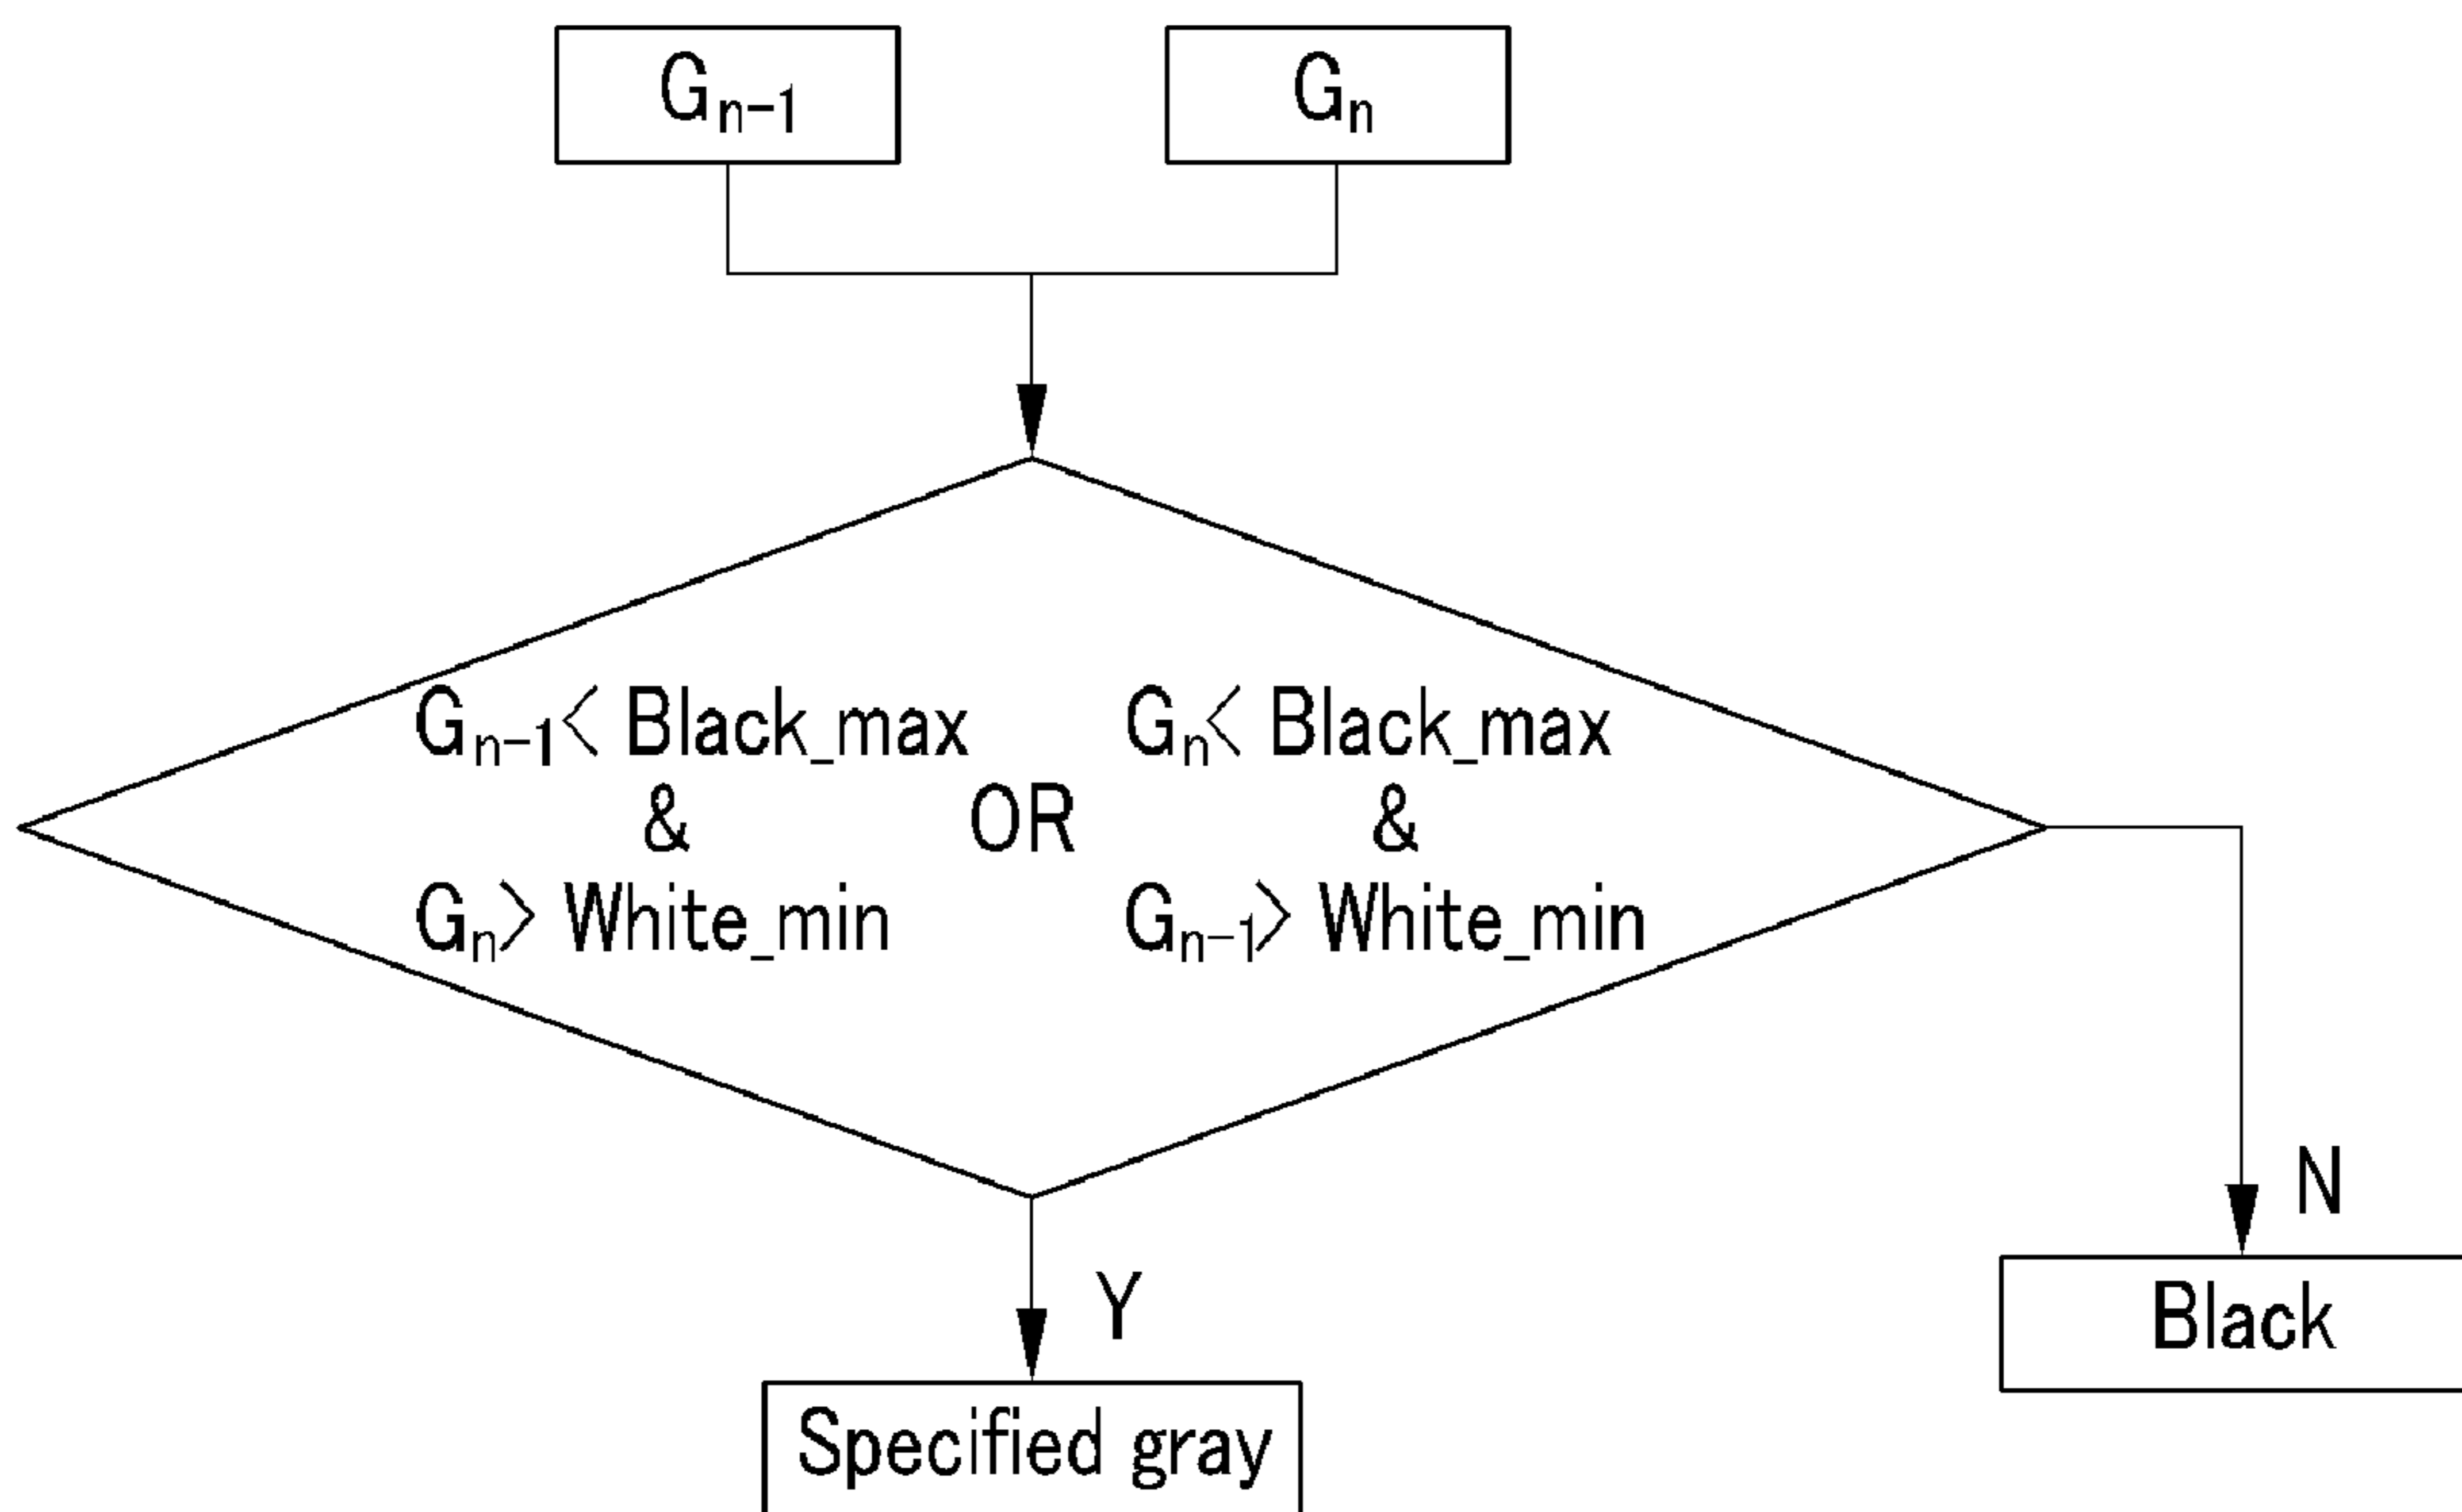 Gn-1
Gn
Gn-1< Black_max
Gn< Black_max
&
OR
&
Gn> White_min
Gn-1> White_min
N
Y
Black
Specified gray